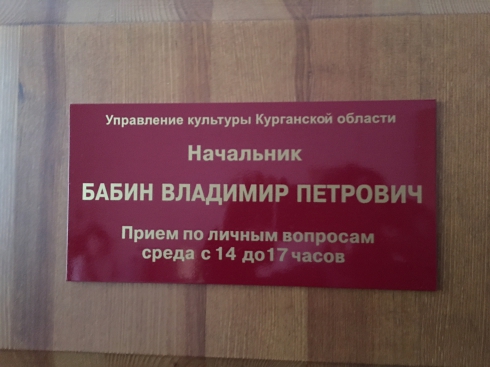 Управление культуры Курганской области
Начальник
БАБИН ВЛАДИМИР ПЕТРОВИЧ
Прием по личным вопросам
среда с 14 до17 часов